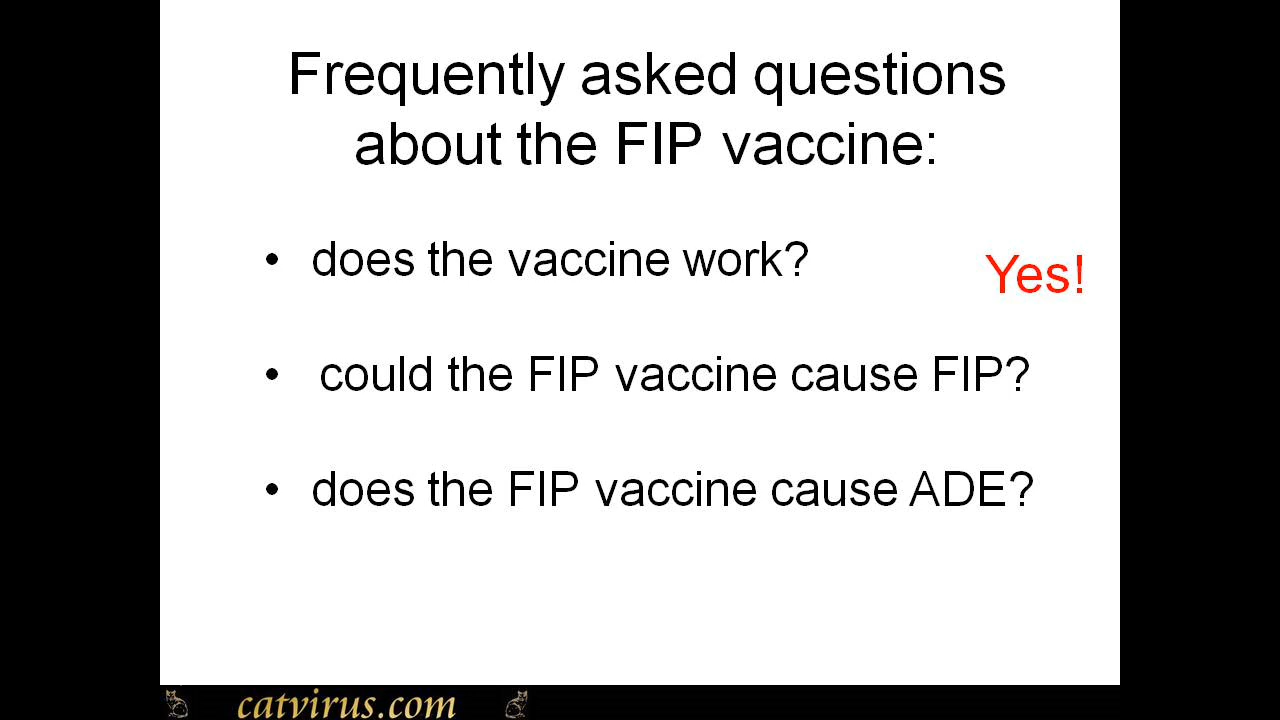 Frequently asked questions
about the FIP vaccine:
• does the vaccine work? Yes!
• could the FIP vaccine cause FIP?
• does the FIP vaccine cause ADE?
catvirus.com